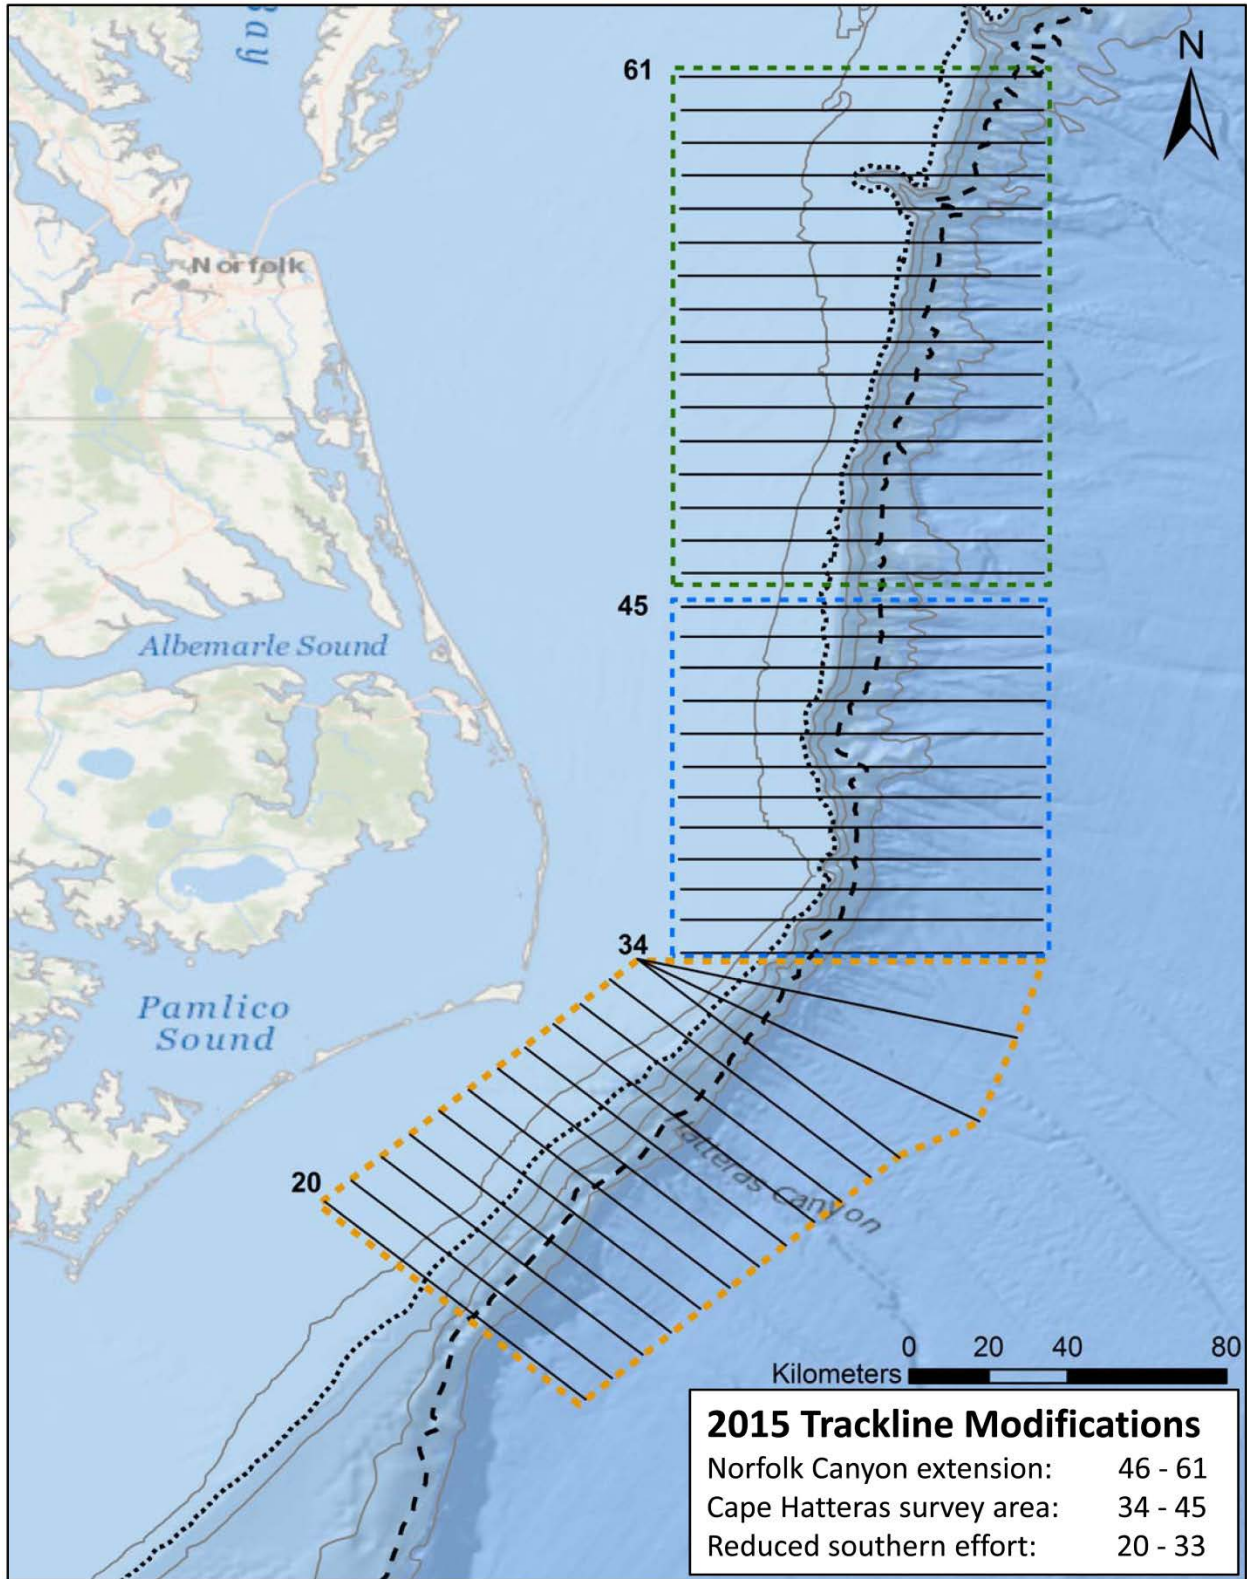 Bay
N
61
Norfolk
45
Albemarle Sound
34
Pamlico
Sound
Hatteras Canyon
20
0 20 40 80
Kilometers
2015 Trackline Modifications
Norfolk Canyon extension: 46 - 61
Cape Hatteras survey area: 34 - 45
Reduced southern effort: 20 - 33